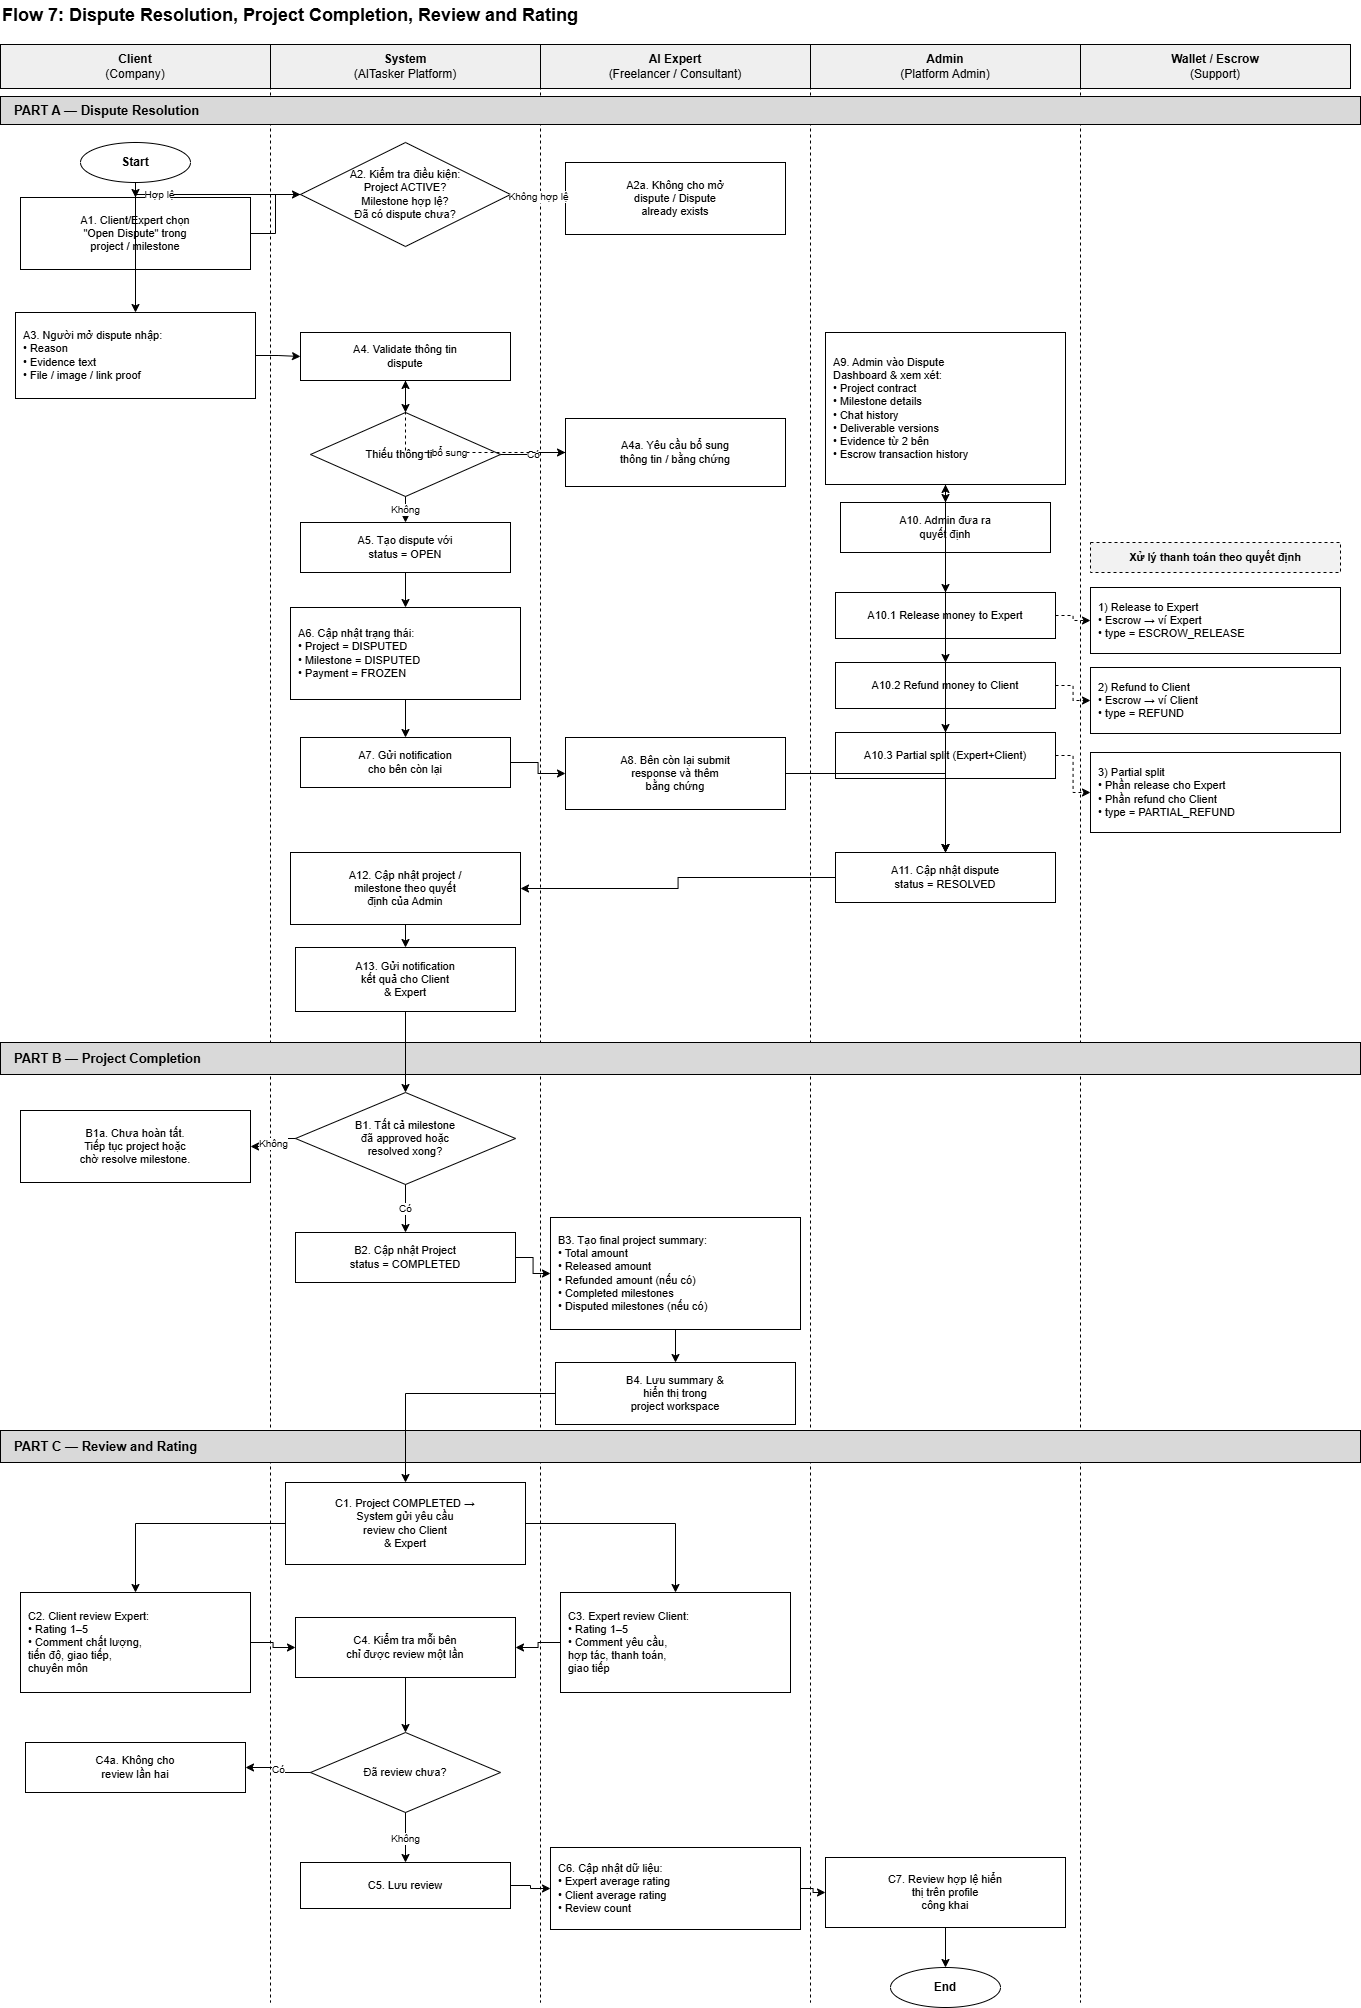 Flow 7: Dispute Resolution, Project Completion, Review and Rating
Client
(Company)
System
(AITasker Platform)
AI Expert
(Freelancer / Consultant)
Admin
(Platform Admin)
Wallet / Escrow
(Support)
PART A — Dispute Resolution
Start
Hợp lệ
A1. Client/Expert chọn
"Open Dispute" trong
project / milestone
A2. Kiểm tra điều kiện:
Project ACTIVE?
Milestone hợp lệ?
Đã có dispute chưa?
Không hợp lệ
A2a. Không cho mở
dispute / Dispute
already exists
A3. Người mở dispute nhập:
• Reason
• Evidence text
• File / image / link proof
A4. Validate thông tin
dispute
Thiếu thông
bổ sung
Có
A4a. Yêu cầu bổ sung
thông tin / bằng chứng
Không
A5. Tạo dispute với
status = OPEN
A6. Cập nhật trạng thái:
• Project = DISPUTED
• Milestone = DISPUTED
• Payment = FROZEN
A7. Gửi notification
cho bên còn lại
A8. Bên còn lại submit
response và thêm
bằng chứng
A9. Admin vào Dispute
Dashboard & xem xét:
• Project contract
• Milestone details
• Chat history
• Deliverable versions
• Evidence từ 2 bên
• Escrow transaction history
A10. Admin đưa ra
quyết định
A10.1 Release money to Expert
A10.2 Refund money to Client
A10.3 Partial split (Expert+Client)
Xử lý thanh toán theo quyết định
1) Release to Expert
• Escrow → ví Expert
• type = ESCROW_RELEASE
2) Refund to Client
• Escrow → ví Client
• type = REFUND
3) Partial split
• Phần release cho Expert
• Phần refund cho Client
• type = PARTIAL_REFUND
A11. Cập nhật dispute
status = RESOLVED
A12. Cập nhật project /
milestone theo quyết
định của Admin
A13. Gửi notification
kết quả cho Client
& Expert
PART B — Project Completion
B1. Tất cả milestone
đã approved hoặc
resolved xong?
Không
B1a. Chưa hoàn tất.
Tiếp tục project hoặc
chờ resolve milestone.
Có
B2. Cập nhật Project
status = COMPLETED
B3. Tạo final project summary:
• Total amount
• Released amount
• Refunded amount (nếu có)
• Completed milestones
• Disputed milestones (nếu có)
B4. Lưu summary &
hiển thị trong
project workspace
PART C — Review and Rating
C1. Project COMPLETED →
System gửi yêu cầu
review cho Client
& Expert
C2. Client review Expert:
• Rating 1–5
• Comment chất lượng,
tiến độ, giao tiếp,
chuyên môn
C4. Kiểm tra mỗi bên
chỉ được review một lần
C3. Expert review Client:
• Rating 1–5
• Comment yêu cầu,
hợp tác, thanh toán,
giao tiếp
C4a. Không cho
review lần hai
Có
Đã review chưa?
Không
C5. Lưu review
C6. Cập nhật dữ liệu:
• Expert average rating
• Client average rating
• Review count
C7. Review hợp lệ hiển
thị trên profile
công khai
End